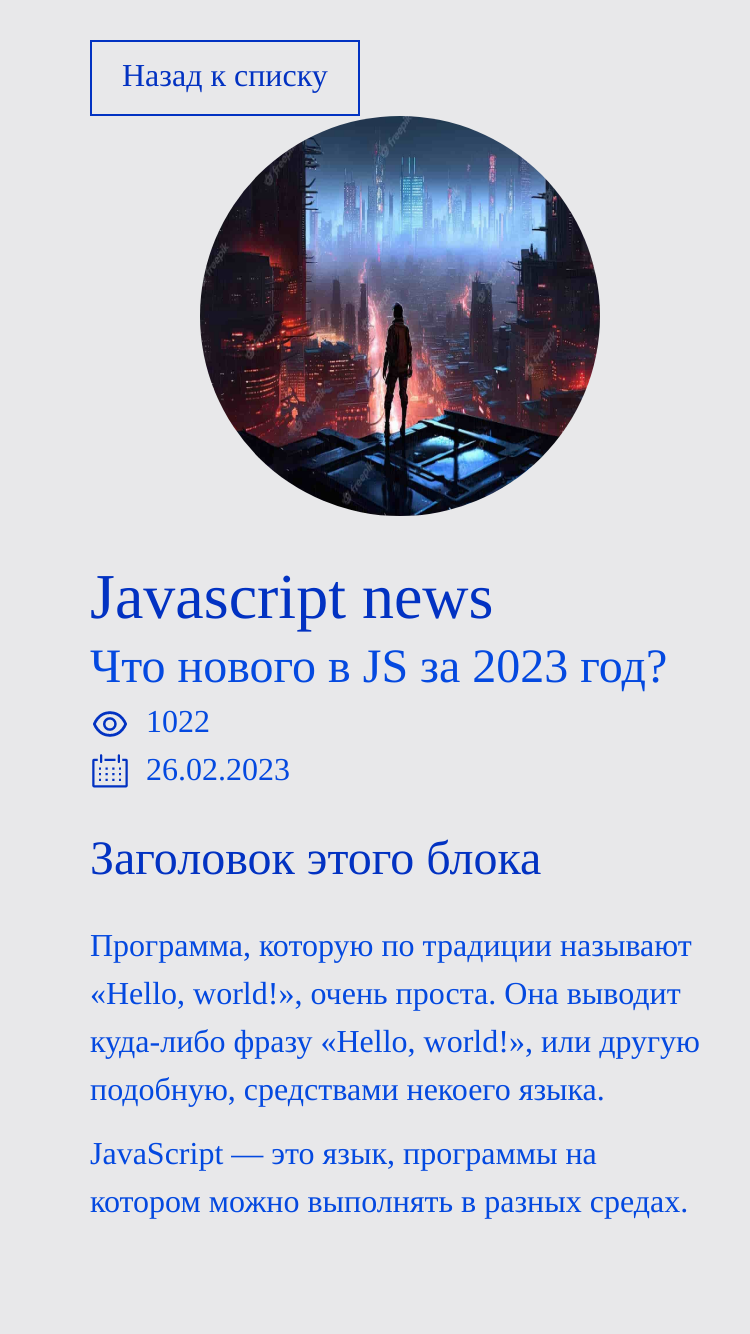 Назад к списку
Javascript news
Что нового в JS за 2023 год?
1022
26.02.2023
Заголовок этого блока
Программа, которую по традиции называют
«Hello, world!», очень проста. Она выводит
куда-либо фразу «Hello, world!», или другую
подобную, средствами некоего языка.
JavaScript — это язык, программы на
котором можно выполнять в разных средах.